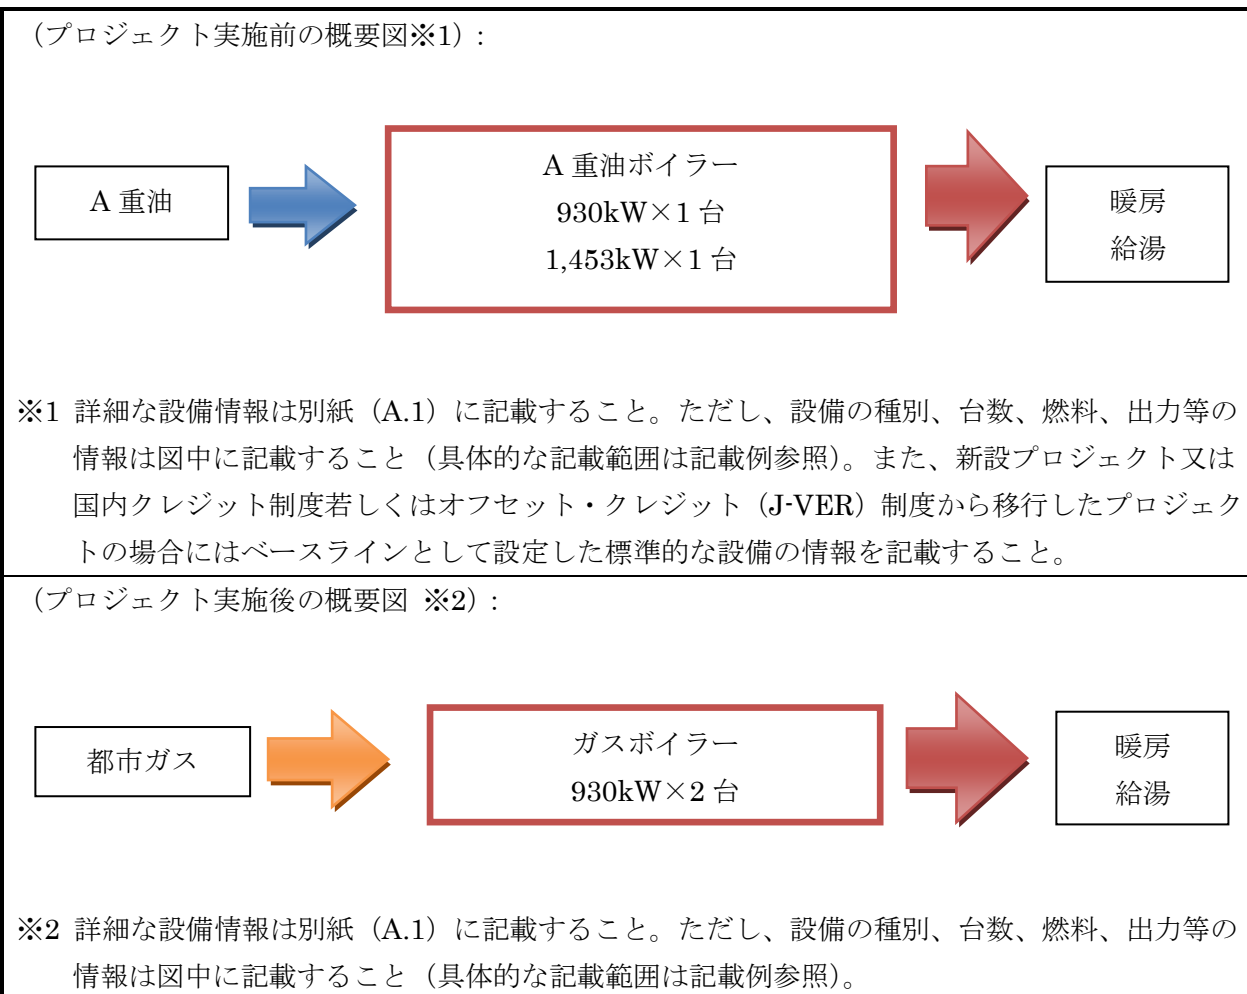 （プロジェクト実施前の概要図※1）:
A 重油
A 重油ボイラー
930kW×1 台
1,453kW×1 台
暖房
給湯
※1 詳細な設備情報は別紙（A.1）に記載すること。ただし、設備の種別、台数、燃料、出力等の
情報は図中に記載すること（具体的な記載範囲は記載例参照）。また、新設プロジェクト又は
国内クレジット制度若しくはオフセット・クレジット（J-VER）制度から移行したプロジェク
トの場合にはベースラインとして設定した標準的な設備の情報を記載すること。
（プロジェクト実施後の概要図 ※2）:
都市ガス
ガスボイラー
930kW×2 台
暖房
給湯
※2 詳細な設備情報は別紙（A.1）に記載すること。ただし、設備の種別、台数、燃料、出力等の
情報は図中に記載すること（具体的な記載範囲は記載例参照）。